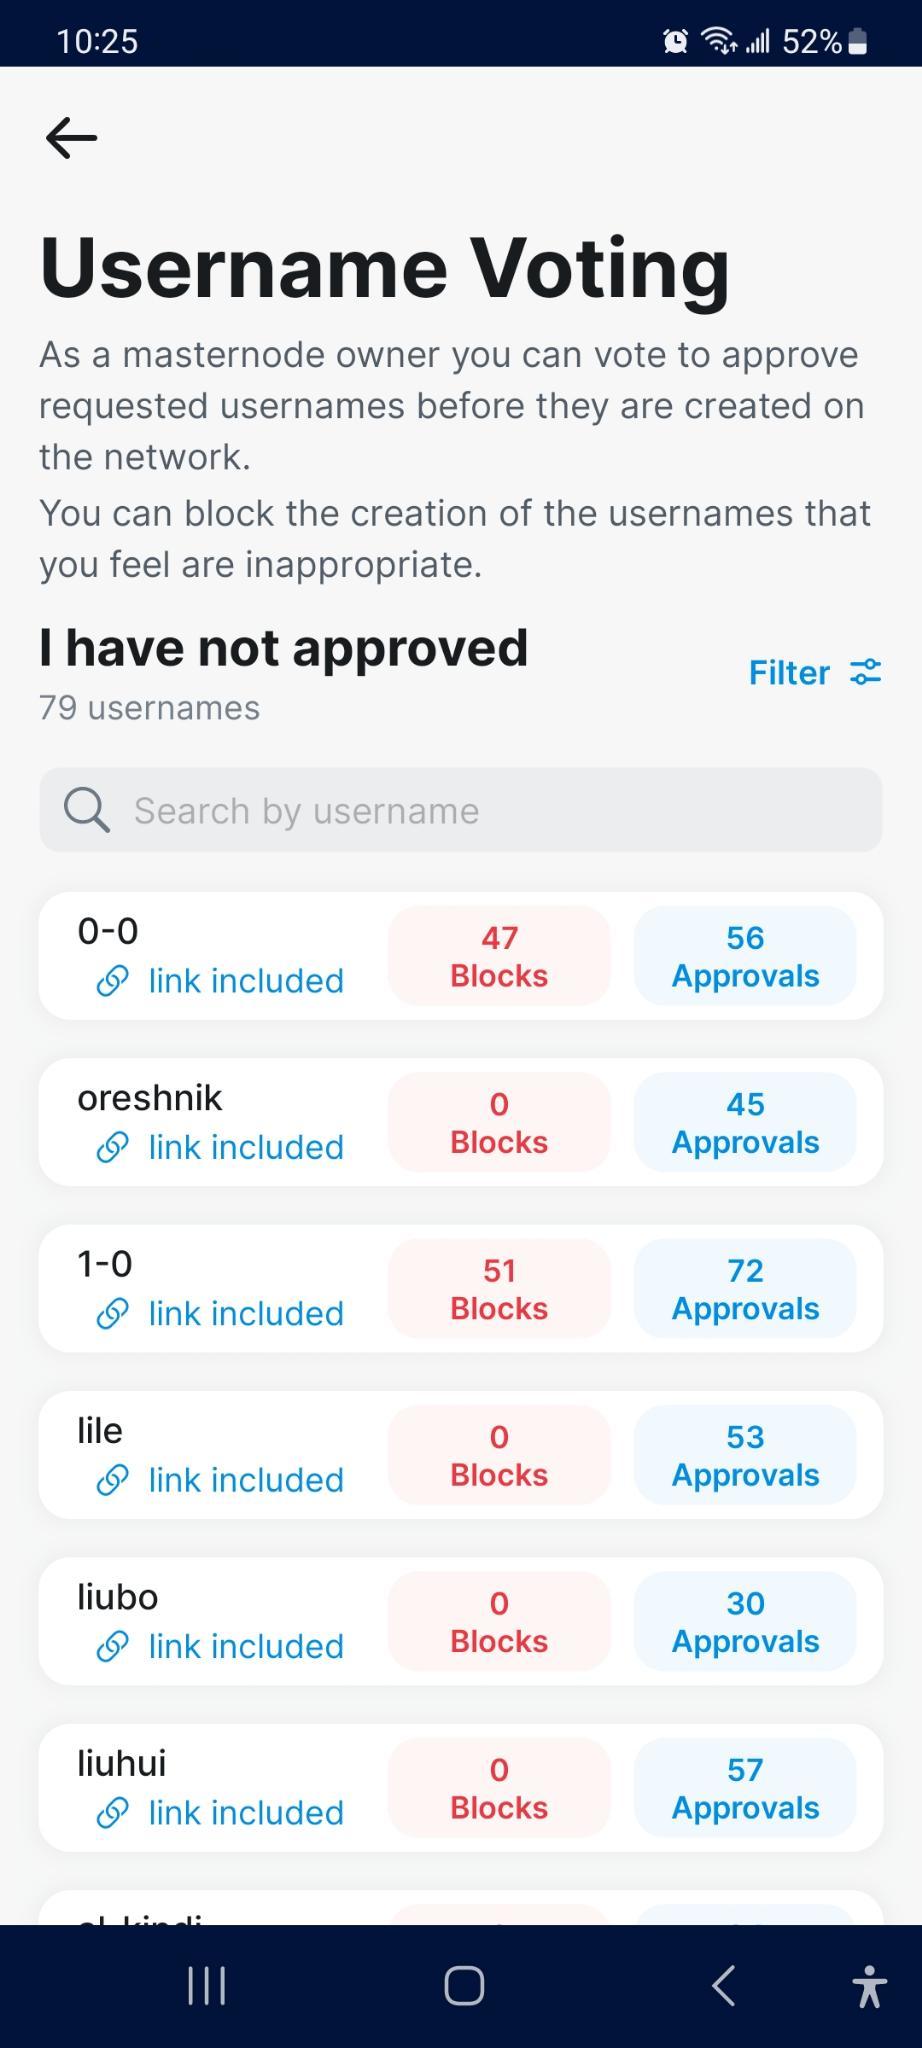 10:25
52%
Username Voting
As a masternode owner you can vote to approve
requested usernames before they are created on
the network.
You can block the creation of the usernames that
you feel are inappropriate.
I have not approved
Filter
79 usernames
Search by username
0-0
link included
47
Blocks
56
Approvals
oreshnik
link included
0
Blocks
45
Approvals
1-0
link included
51
Blocks
72
Approvals
lile
link included
0
Blocks
53
Approvals
liubo
link included
0
Blocks
30
Approvals
liuhui
link included
0
Blocks
57
Approvals